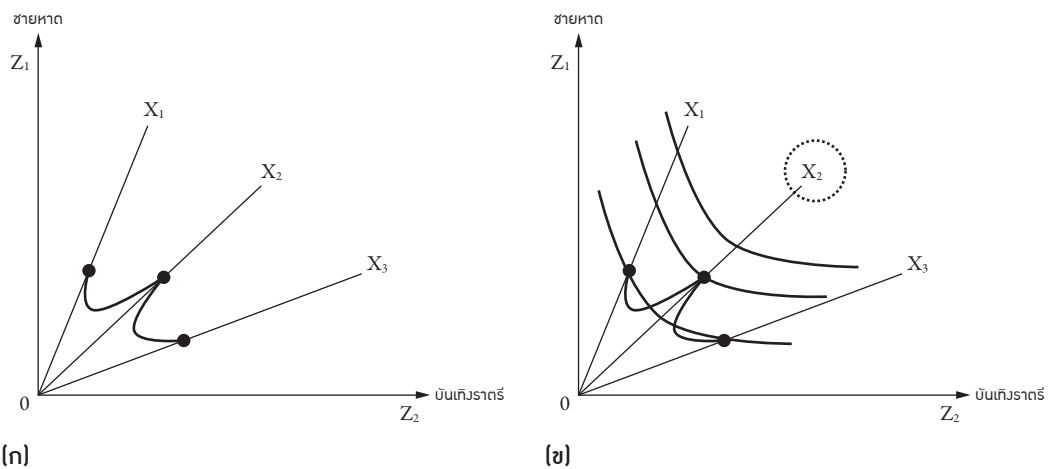 ชายหาด
Z1
X1
X2
X3
0
Z2
บันเทิงราตรี
(ก)
ชายหาด
Z1
X1
X2
X3
0
Z2
บันเทิงราตรี
(ข)